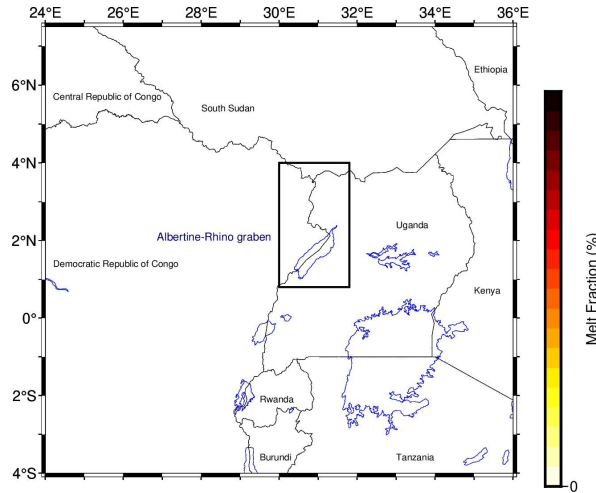 24°E 26°E 28°E 30°E 32°E 34°E 36°E
6°N
4°N
2°N
0°
2°S
4°S
Ethiopia
Central Republic of Congo
South Sudan
Albertine-Rhino graben
Uganda
Democratic Republic of Congo
Kenya
Rwanda
Burundi
Tanzania
Melt Fraction (%)
0